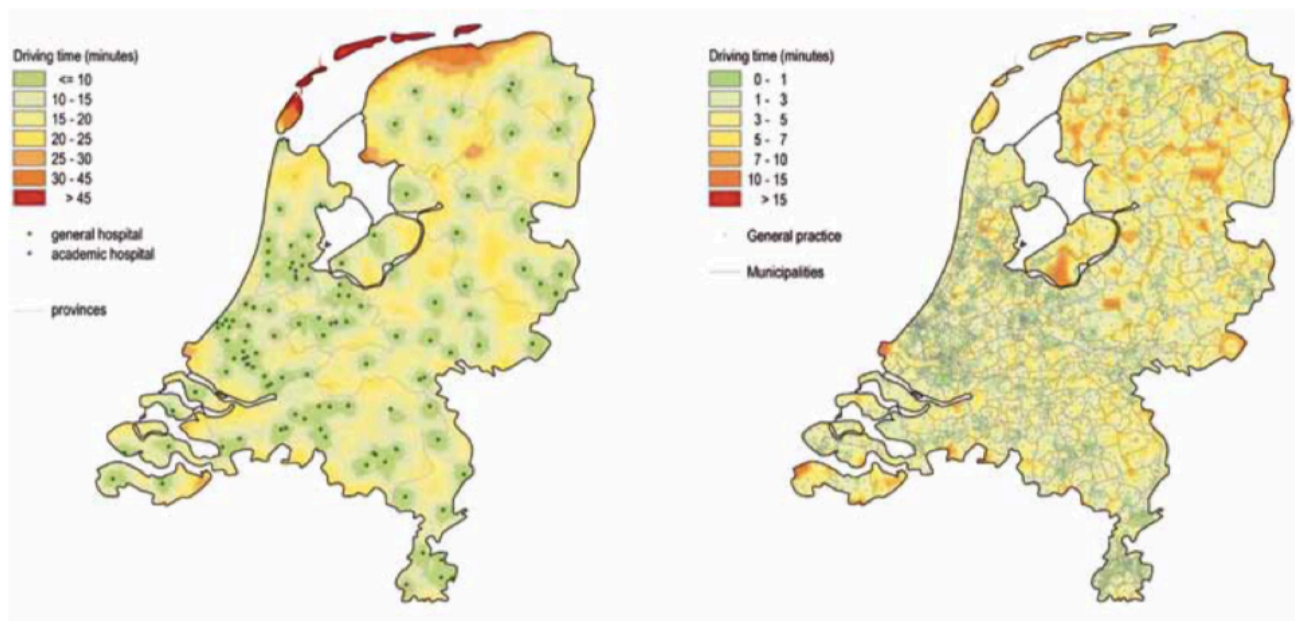 Driving time (minutes)
<= 10
10 - 15
15 - 20
20 - 25
25 - 30
30 - 45
> 45
general hospital
academic hospital
provinces
Driving time (minutes)
0 - 1
1 - 3
3 - 5
5 - 7
7 - 10
10 - 15
> 15
General practice
Municipalities